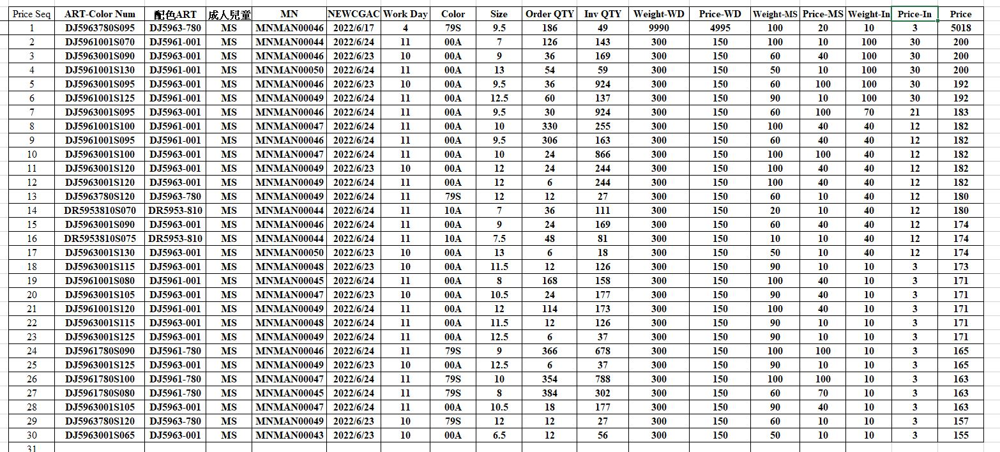 Price Seq ART-Color Num 配色ART 成人兒童 MN NEWCGAC Work Day Color Size Order QTY Inv QTY Weight-WD Price-WD Weight-MS Price-MS Weight-In Price-In Price
1 DJ5963780S095 DJ5963-780 MS MNMAN00046 2022/6/17 4 79S 9.5 186 49 9990 4995 100 20 10 3 5018
2 DJ5961001S070 DJ5961-001 MS MNMAN00044 2022/6/24 11 00A 7 126 143 300 150 100 10 100 30 200
3 DJ5963001S090 DJ5963-001 MS MNMAN00046 2022/6/23 10 00A 9 36 169 300 150 60 40 100 30 200
4 DJ5961001S130 DJ5961-001 MS MNMAN00050 2022/6/24 11 00A 13 54 59 300 150 50 10 100 30 200
5 DJ5963001S095 DJ5963-001 MS MNMAN00046 2022/6/23 10 00A 9.5 36 924 300 150 60 100 100 30 192
6 DJ5961001S125 DJ5961-001 MS MNMAN00049 2022/6/24 11 00A 12.5 60 137 300 150 90 10 100 30 192
7 DJ5963001S095 DJ5963-001 MS MNMAN00046 2022/6/24 11 00A 9.5 30 924 300 150 60 100 70 21 183
8 DJ5961001S100 DJ5961-001 MS MNMAN00047 2022/6/24 11 00A 10 330 255 300 150 100 40 40 12 182
9 DJ5961001S095 DJ5961-001 MS MNMAN00046 2022/6/24 11 00A 9.5 306 163 300 150 60 40 40 12 182
10 DJ5963001S100 DJ5963-001 MS MNMAN00047 2022/6/24 11 00A 10 24 866 300 150 100 100 40 12 182
11 DJ5963001S120 DJ5963-001 MS MNMAN00049 2022/6/23 10 00A 12 24 244 300 150 100 40 40 12 182
12 DJ5963001S120 DJ5963-001 MS MNMAN00049 2022/6/24 11 00A 12 6 244 300 150 100 40 40 12 182
13 DJ5963780S120 DJ5963-780 MS MNMAN00049 2022/6/24 11 79S 12 12 27 300 150 60 10 40 12 180
14 DR5953810S070 DR5953-810 MS MNMAN00044 2022/6/24 11 10A 7 36 111 300 150 20 10 40 12 180
15 DJ5963001S090 DJ5963-001 MS MNMAN00046 2022/6/24 11 00A 9 24 169 300 150 60 40 40 12 174
16 DR5953810S075 DR5953-810 MS MNMAN00044 2022/6/24 11 10A 7.5 48 81 300 150 10 10 40 12 174
17 DJ5963001S130 DJ5963-001 MS MNMAN00050 2022/6/23 10 00A 13 6 18 300 150 50 10 40 12 174
18 DJ5963001S115 DJ5963-001 MS MNMAN00048 2022/6/23 10 00A 11.5 12 126 300 150 90 10 10 3 173
19 DJ5961001S080 DJ5961-001 MS MNMAN00045 2022/6/24 11 00A 8 168 158 300 150 100 40 10 3 171
20 DJ5963001S105 DJ5963-001 MS MNMAN00047 2022/6/23 10 00A 10.5 24 177 300 150 90 40 10 3 171
21 DJ5961001S120 DJ5961-001 MS MNMAN00049 2022/6/24 11 00A 12 114 173 300 150 100 40 10 3 171
22 DJ5963001S115 DJ5963-001 MS MNMAN00048 2022/6/24 11 00A 11.5 12 126 300 150 90 10 10 3 171
23 DJ5963001S125 DJ5963-001 MS MNMAN00049 2022/6/24 11 00A 12.5 6 37 300 150 90 10 10 3 171
24 DJ5961780S090 DJ5961-780 MS MNMAN00046 2022/6/24 11 79S 9 366 678 300 150 100 100 10 3 165
25 DJ5963001S125 DJ5963-001 MS MNMAN00049 2022/6/23 10 00A 12.5 6 37 300 150 90 10 10 3 165
26 DJ5961780S100 DJ5961-780 MS MNMAN00047 2022/6/24 11 79S 10 354 788 300 150 100 100 10 3 163
27 DJ5961780S080 DJ5961-780 MS MNMAN00045 2022/6/24 11 79S 8 384 302 300 150 60 70 10 3 163
28 DJ5963001S105 DJ5963-001 MS MNMAN00047 2022/6/24 11 00A 10.5 18 177 300 150 90 40 10 3 163
29 DJ5963780S120 DJ5963-780 MS MNMAN00049 2022/6/23 10 79S 12 12 27 300 150 60 10 10 3 157
30 DJ5963001S065 DJ5963-001 MS MNMAN00043 2022/6/23 10 00A 6.5 12 56 300 150 50 10 10 3 155
31